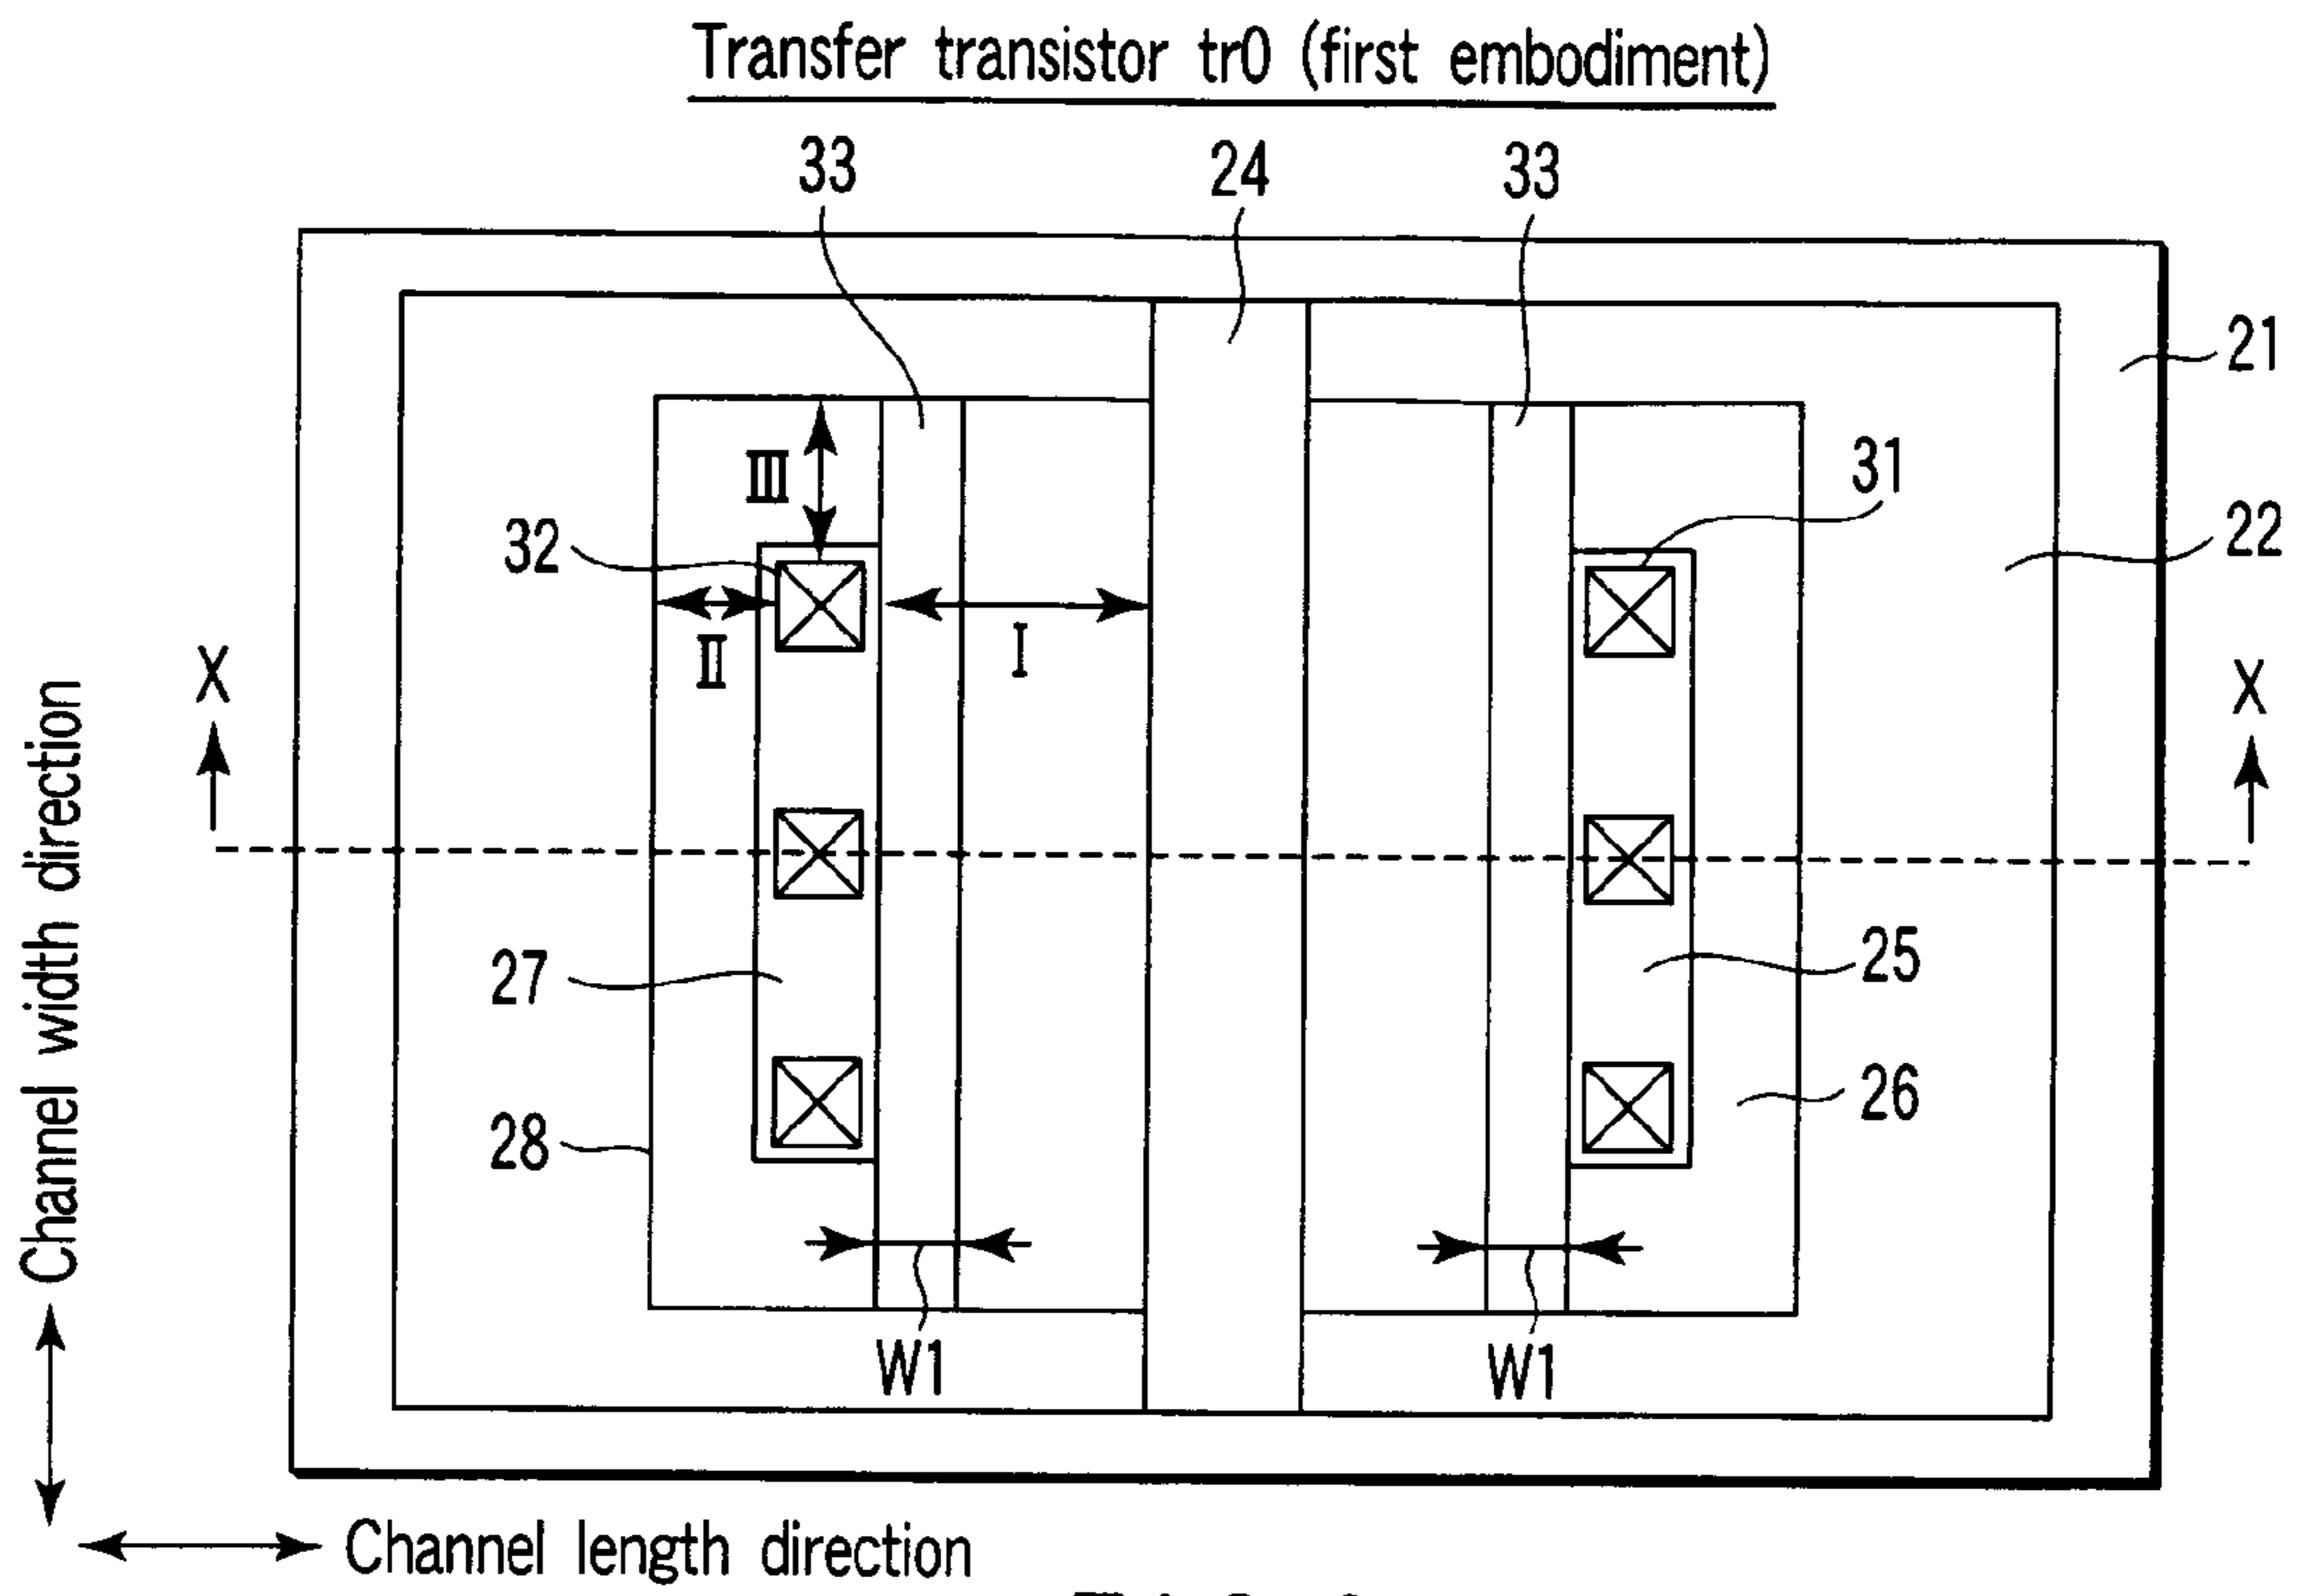 Transfer transistor tr0 (first embodiment)
33
24
33
21
III
31
32
22
II
I
X
X
27
25
28
26
W1
W1
Channel width direction
Channel length direction